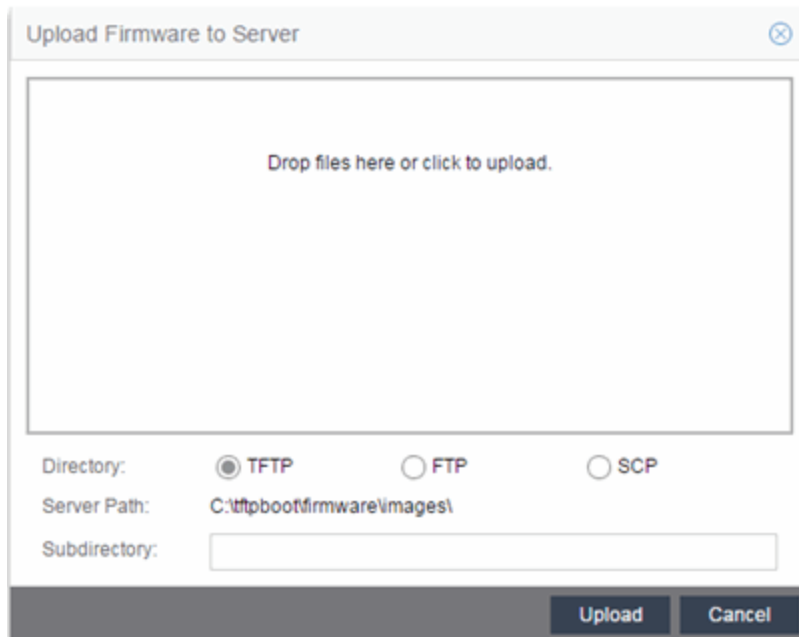 Upload Firmware to Server
Drop files here or click to upload.
Directory: TFTP FTP SCP
Server Path: C:\tftpboot\firmware\images\
Subdirectory:
Upload Cancel